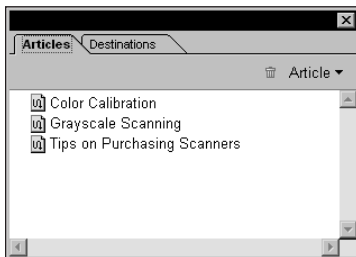 Articles Destinations
Article
Color Calibration
Grayscale Scanning
Tips on Purchasing Scanners